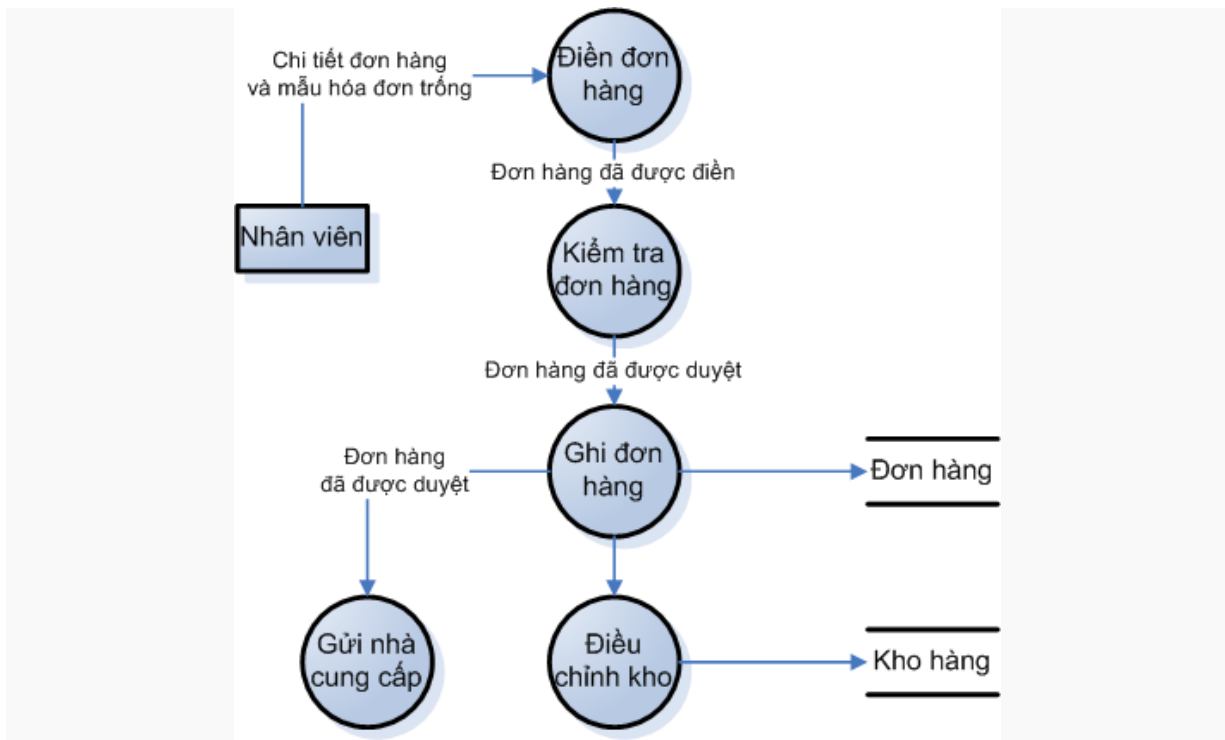 Chi tiết đơn hàng
và mẫu hóa đơn trống
Điền đơn
hàng
Đơn hàng đã được điền
Nhân viên
Kiểm tra
đơn hàng
Đơn hàng đã được duyệt
Đơn hàng
đã được duyệt
Ghi đơn
hàng
Đơn hàng
Gửi nhà
cung cấp
Điều
chỉnh kho
Kho hàng